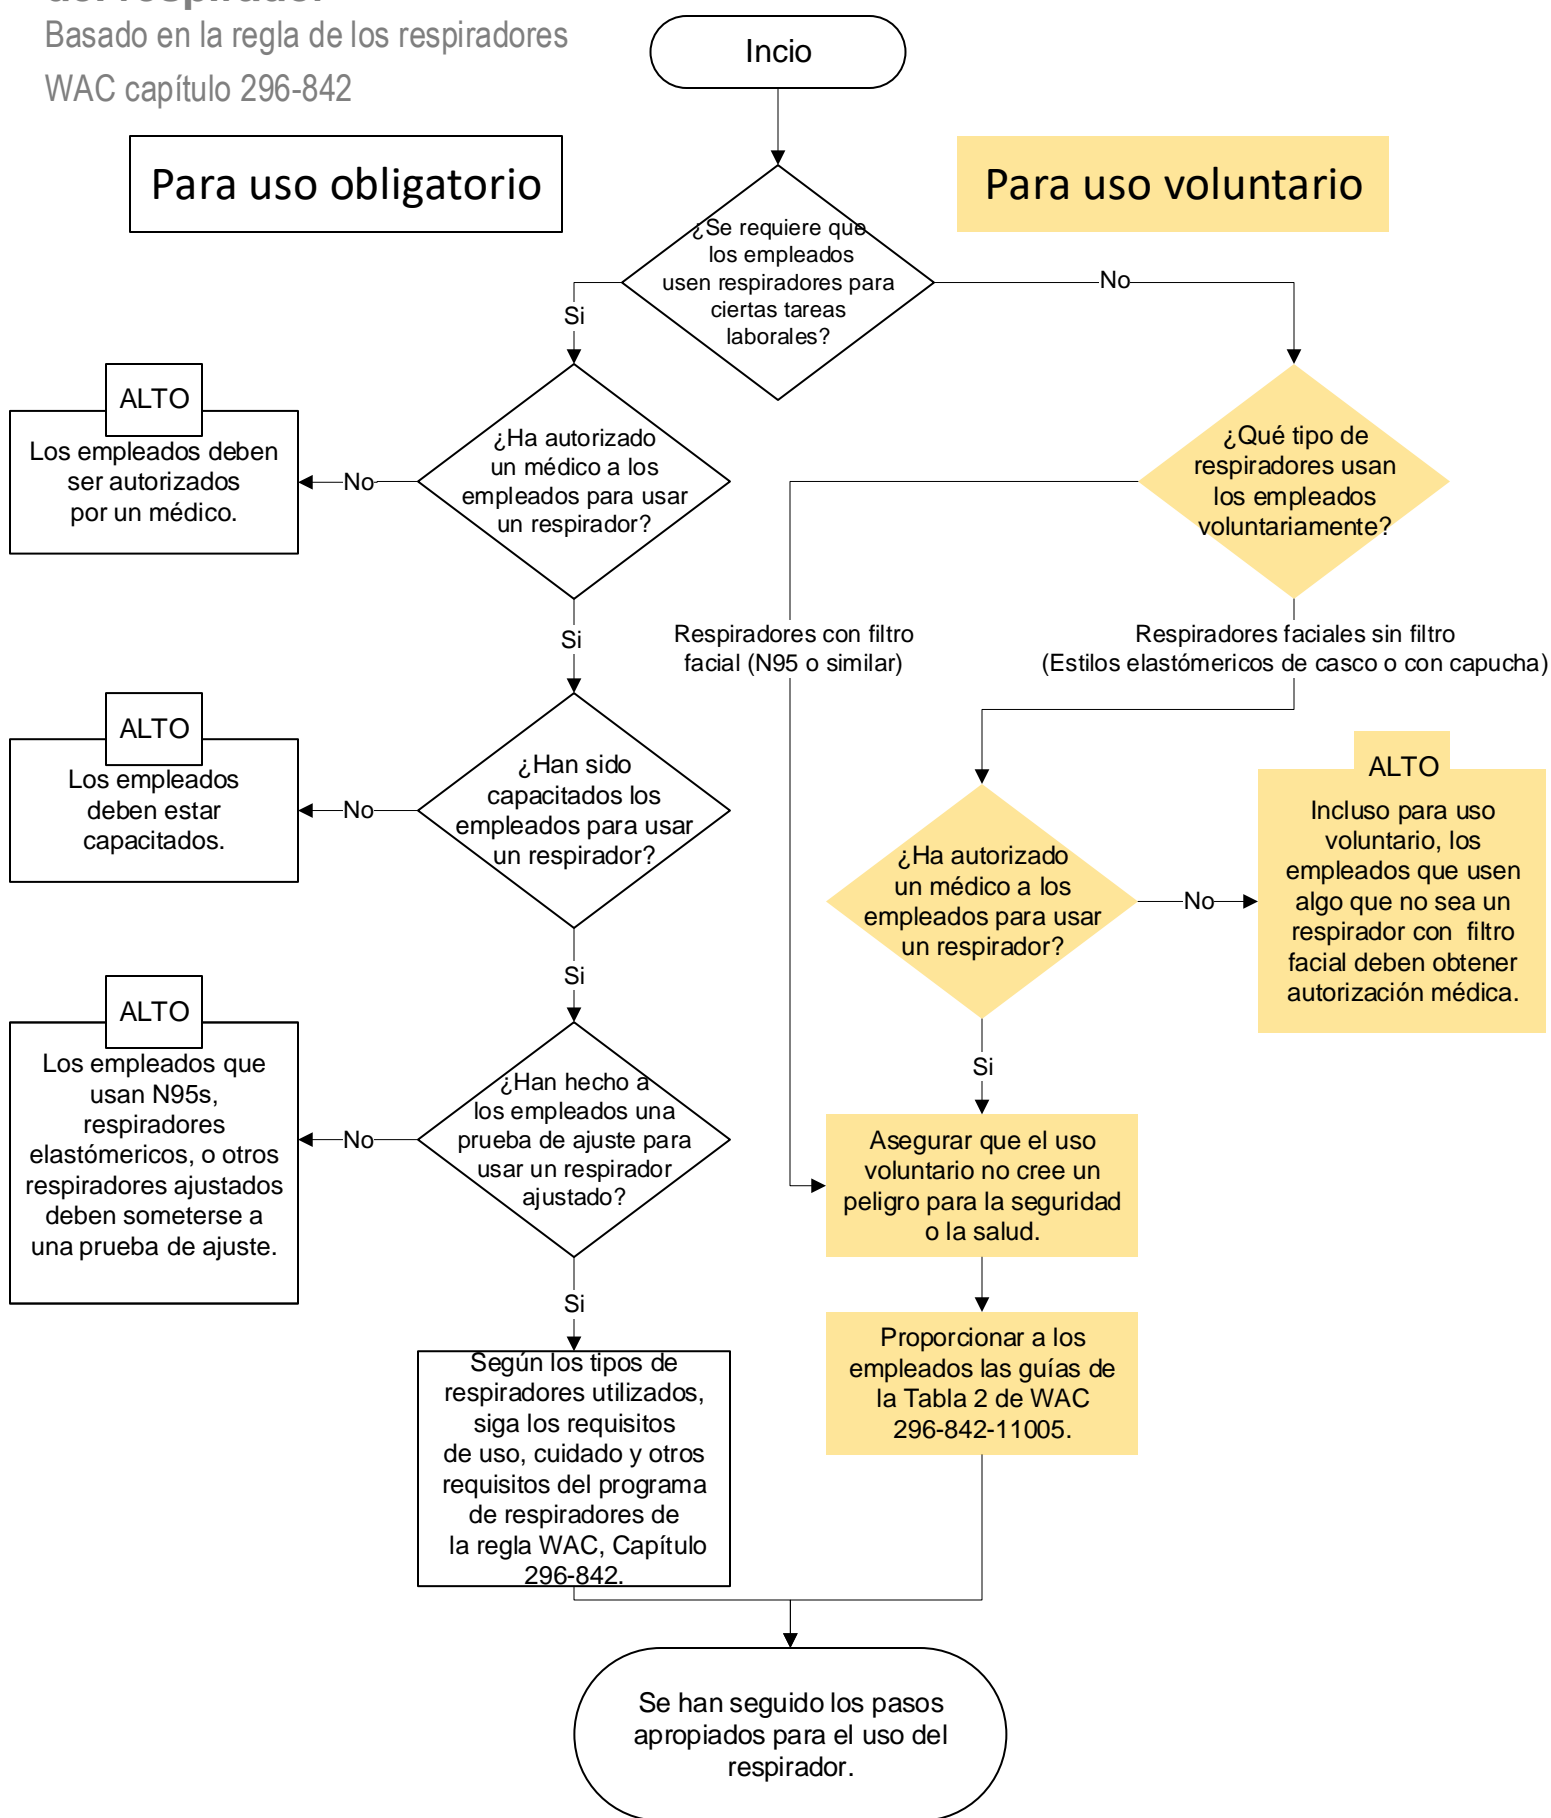 del respirador
Basado en la regla de los respiradores
WAC capítulo 296-842
Incio
Para uso obligatorio
Para uso voluntario
¿Se requiere que
los empleados
usen respiradores para
ciertas tareas
laborales?
Si
No
ALTO
Los empleados deben
ser autorizados
por un médico.
No
¿Ha autorizado
un médico a los
empleados para usar
un respirador?
¿Qué tipo de
respiradores usan
los empleados
voluntariamente?
Si
Respiradores con filtro
facial (N95 o similar)
Respiradores faciales sin filtro
(Estilos elastómericos de casco o con capucha)
ALTO
Los empleados
deben estar
capacitados.
No
¿Han sido
capacitados los
empleados para usar
un respirador?
¿Ha autorizado
un médico a los
empleados para usar
un respirador?
No
ALTO
Incluso para uso
voluntario, los
empleados que usen
algo que no sea un
respirador con filtro
facial deben obtener
autorización médica.
Si
Si
ALTO
Los empleados que
usan N95s,
respiradores
elastómericos, o otros
respiradores ajustados
deben someterse a
una prueba de ajuste.
No
¿Han hecho a
los empleados una
prueba de ajuste para
usar un respirador
ajustado?
Asegurar que el uso
voluntario no cree un
peligro para la seguridad
o la salud.
Si
Según los tipos de
respiradores utilizados,
siga los requisitos
de uso, cuidado y otros
requisitos del programa
de respiradores de
la regla WAC, Capítulo
296-842.
Proporcionar a los
empleados las guías de
la Tabla 2 de WAC
296-842-11005.
Se han seguido los pasos
apropiados para el uso del
respirador.